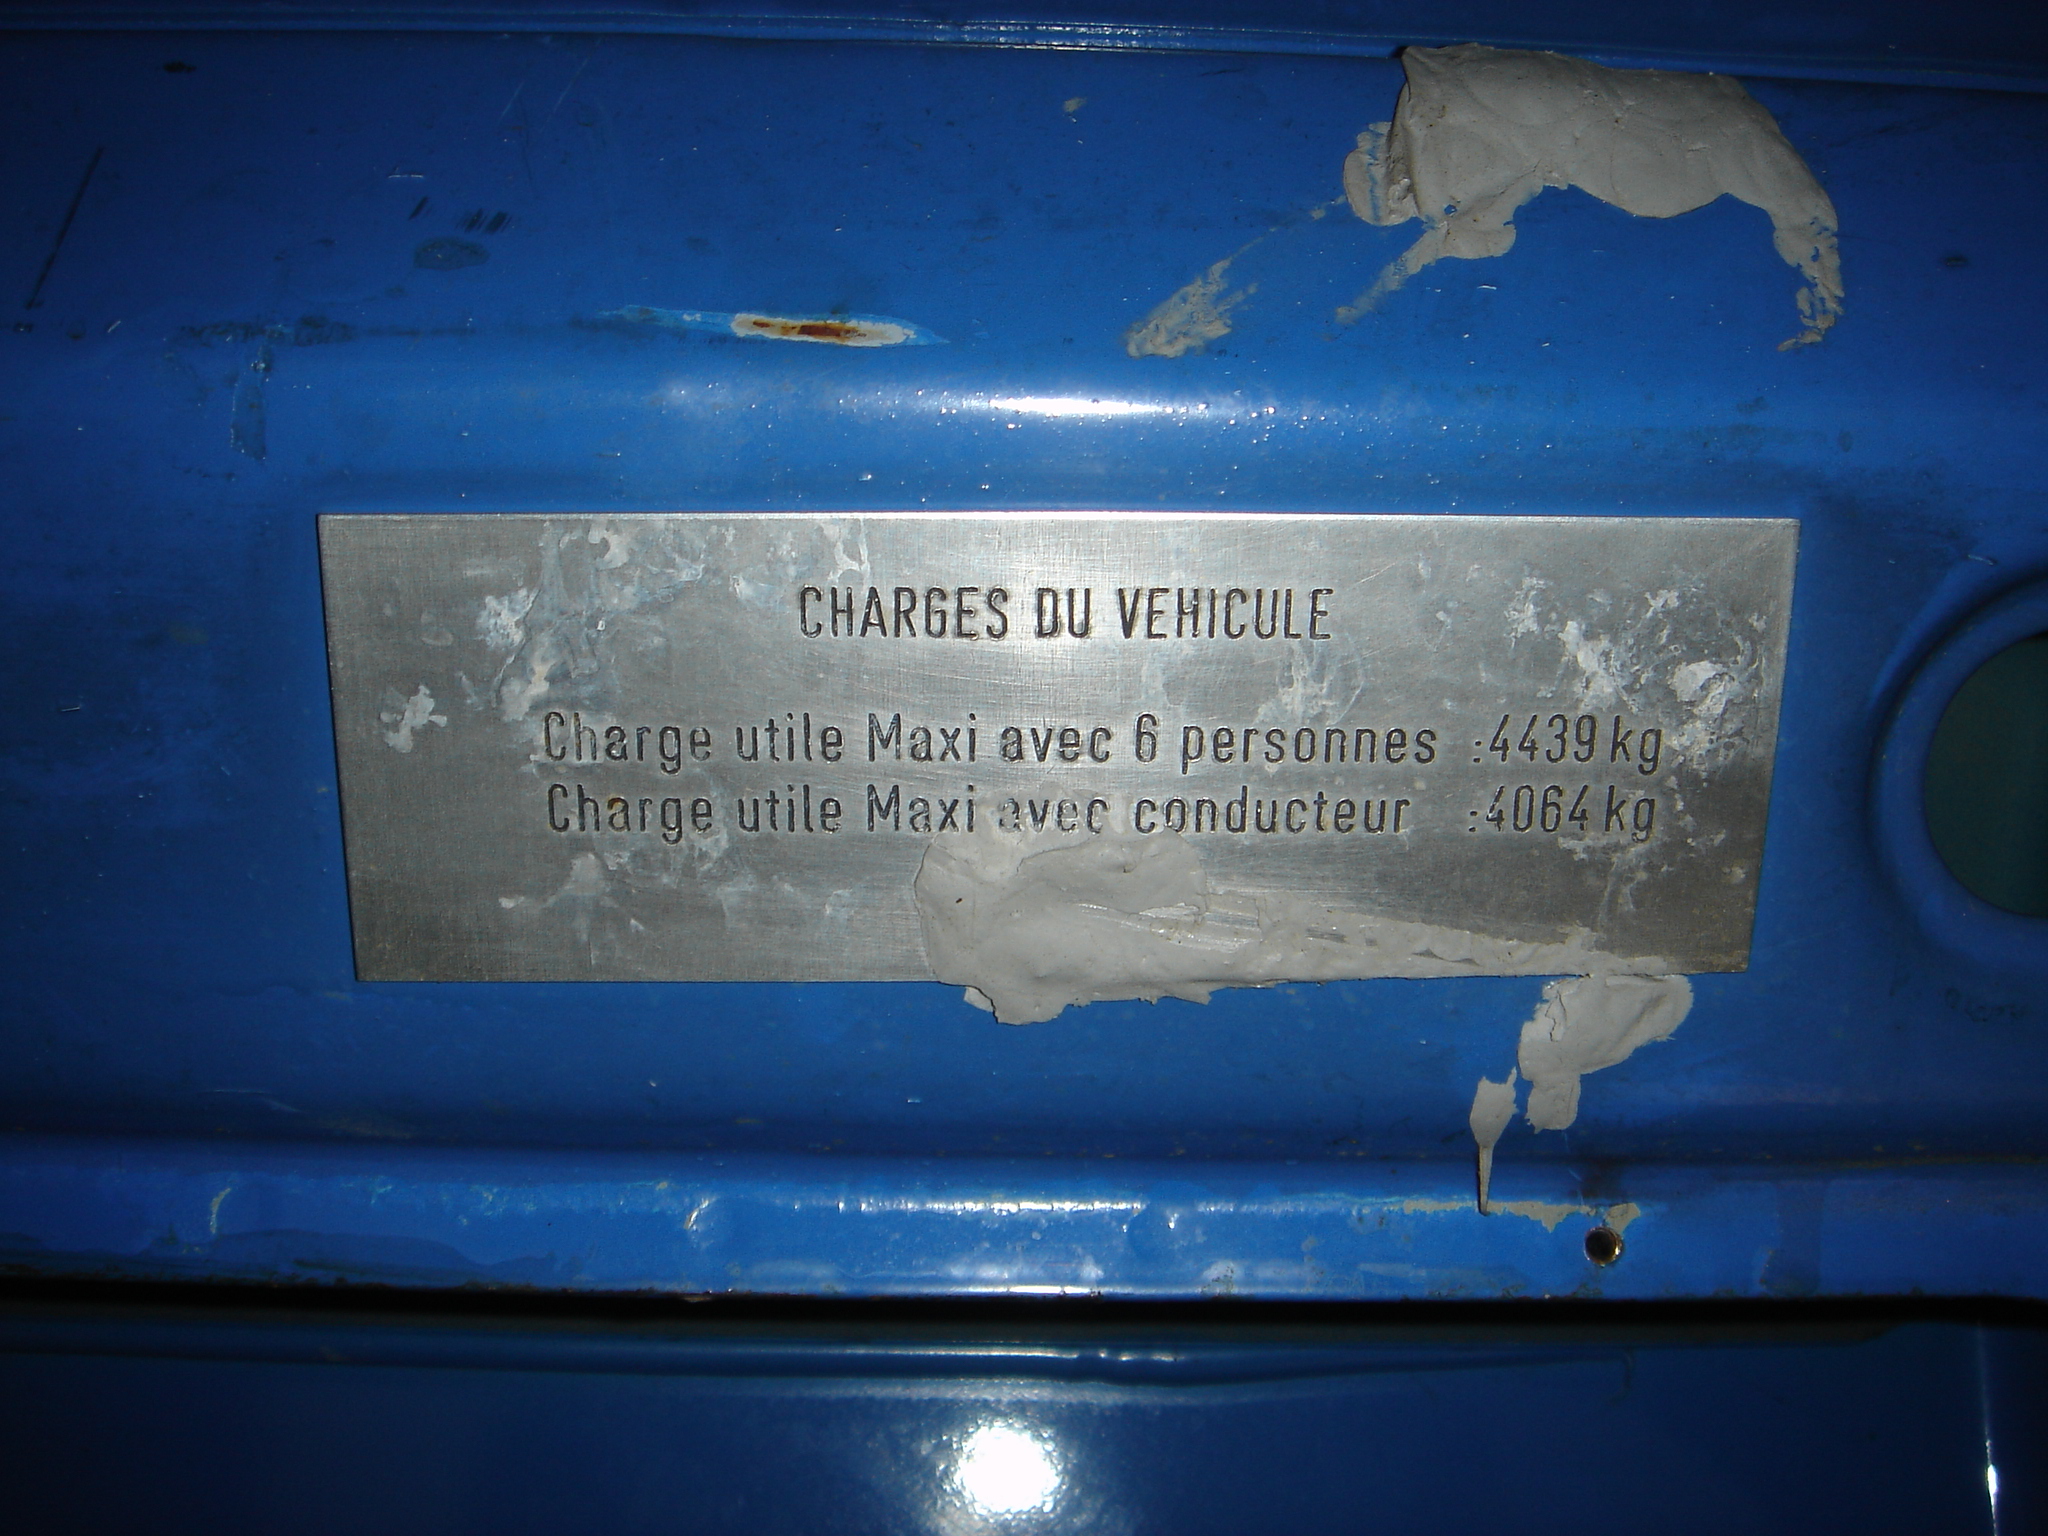 CHARGES DU VEHICULE
Charge utile Maxi avec 6 personnes :4439 kg
Charge utile Maxi avec conducteur :4064 kg